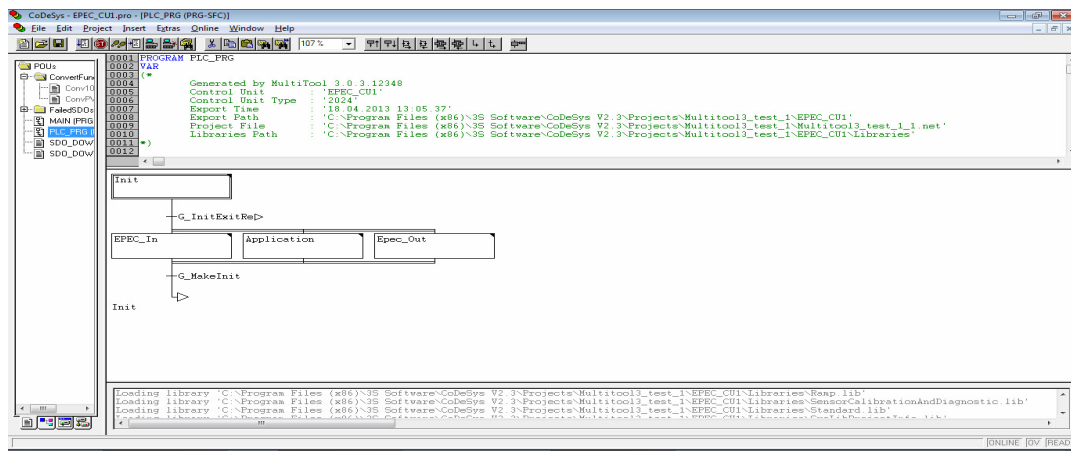 CoDeSys - EPEC_CU1.pro - [PLC_PRG (PRG-SFC)]
File Edit Project Insert Extras Online Window Help
107 %
POUs
ConvertFun
Conv10
ConvPV
FailedSDOs
MAIN (PRG
PLC_PRG (
SDO_DOW
SDO_DOW
0001 PROGRAM PLC_PRG
0002 VAR
0003 (*
0004 Generated by MultiTool 3.0.3.12348
0005 Control Unit : 'EPEC_CU1'
0006 Control Unit Type : '2024'
0007 Export Time : '18.04.2013 13:05.37'
0008 Export Path : 'C:\Program Files (x86)\3S Software\CoDeSys V2.3\Projects\Multitool3_test_1\EPEC_CU1'
0009 Project File : 'C:\Program Files (x86)\3S Software\CoDeSys V2.3\Projects\Multitool3_test_1\Multitool3_test_1_1.net'
0010 Libraries Path : 'C:\Program Files (x86)\3S Software\CoDeSys V2.3\Projects\Multitool3_test_1\EPEC_CU1\Libraries'
0011 *)
0012
Init
G_InitExitRe
EPEC_In Application Epec_Out
G_MakeInit
Init
Loading library 'C:\Program Files (x86)\3S Software\CoDeSys V2.3\Projects\Multitool3_test_1\EPEC_CU1\Libraries\Ramp.lib'
Loading library 'C:\Program Files (x86)\3S Software\CoDeSys V2.3\Projects\Multitool3_test_1\EPEC_CU1\Libraries\SensorCalibrationAndDiagnostic.lib'
Loading library 'C:\Program Files (x86)\3S Software\CoDeSys V2.3\Projects\Multitool3_test_1\EPEC_CU1\Libraries\Standard.lib'
ONLINE OV READ